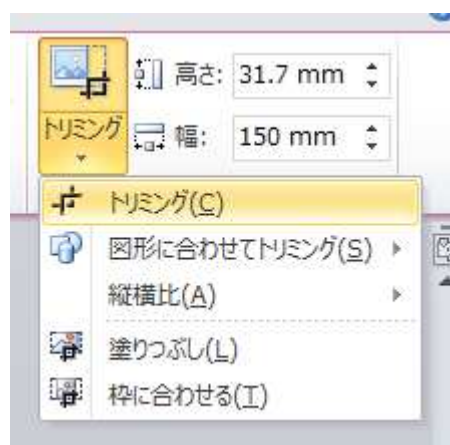 高さ: 31.7 mm
トリミング
幅: 150 mm
トリミング(C)
図形に合わせてトリミング(S)
縦横比(A)
塗りつぶし(L)
枠に合わせる(T)